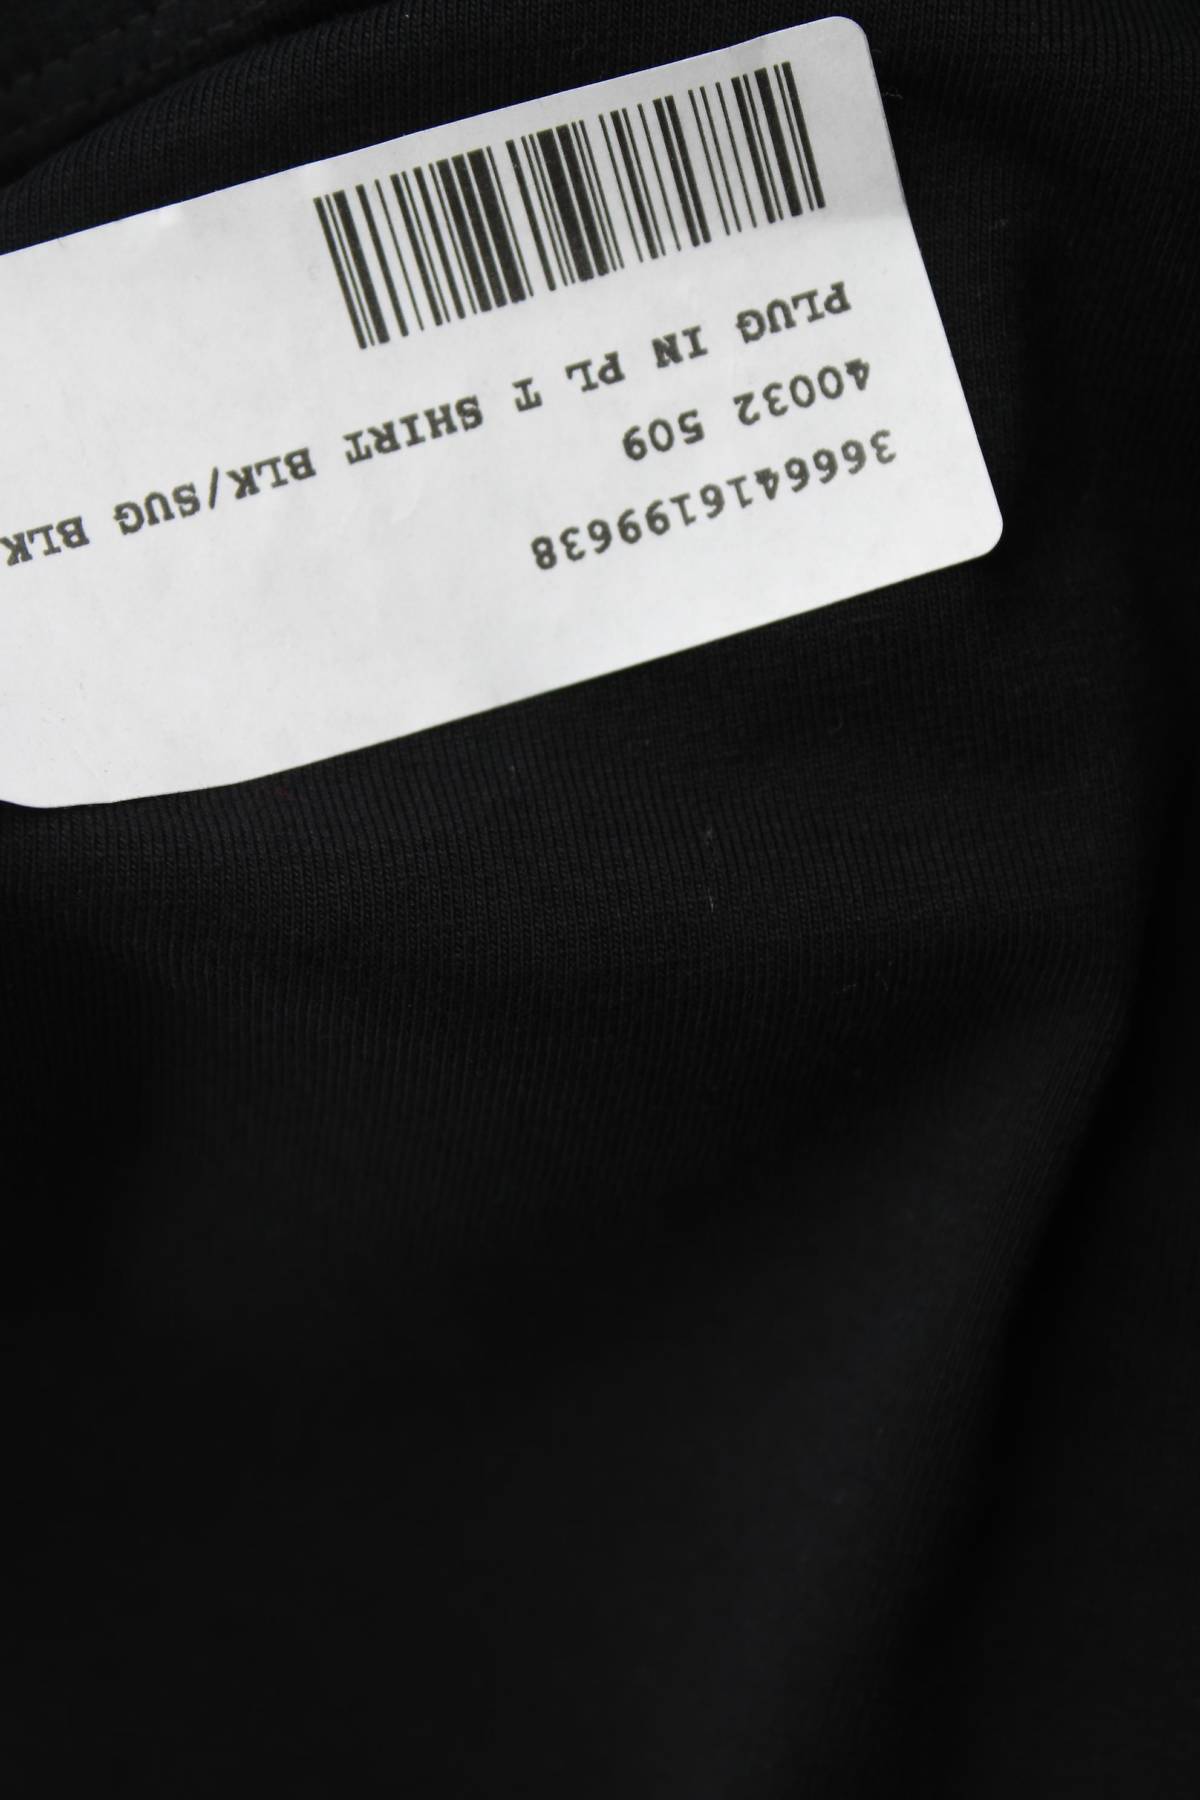 3666416199638
40032 509
PLUG IN PL T SHIRT BLK/SUG BLK